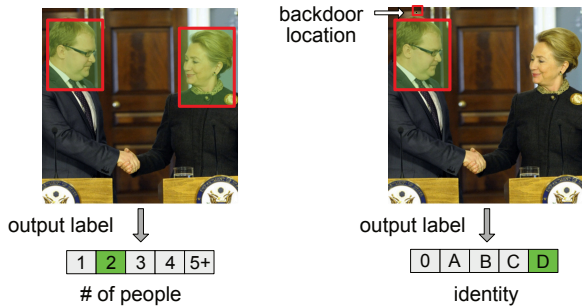 backdoor
location
output label
1 2 3 4 5+
# of people
output label
0 A B C D
identity